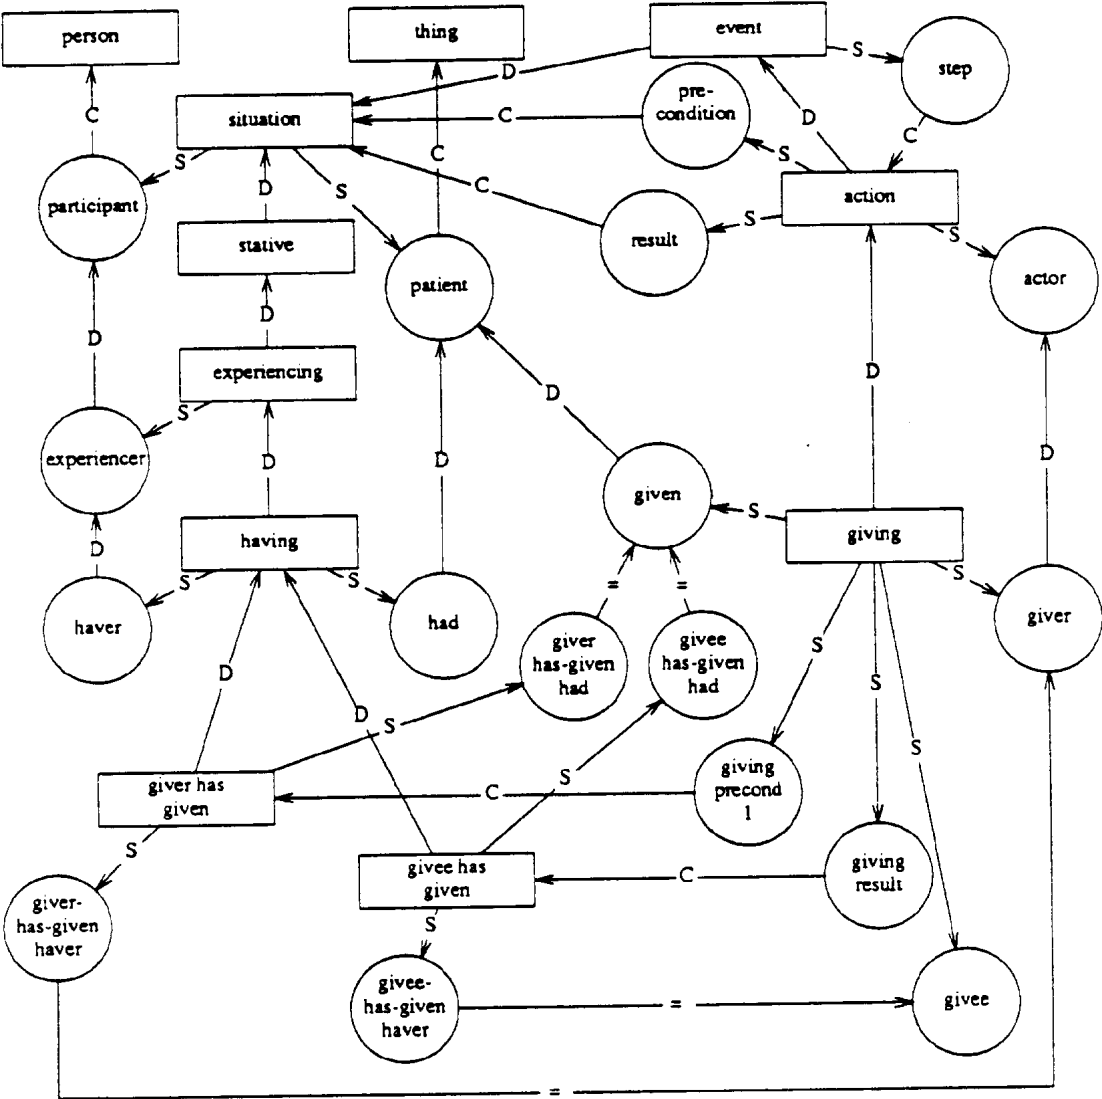 person
thing
event
S
step
D
pre-
condition
D
C
situation
C
C
S
S
D
S
C
C
participant
action
stative
result
S
S
patient
actor
D
D
experiencing
D
D
S
D
experiencer
D
D
D
given
S
having
giving
D
S
S
S
=
=
haver
had
giver
has-given
had
givee
has-given
had
giver
S
D
S
D
S
S
S
giver has
given
C
giving
precond
1
S
givee has
given
C
giving
result
giver-
has-given
haver
S
givee-
has-given
haver
=
givee
=